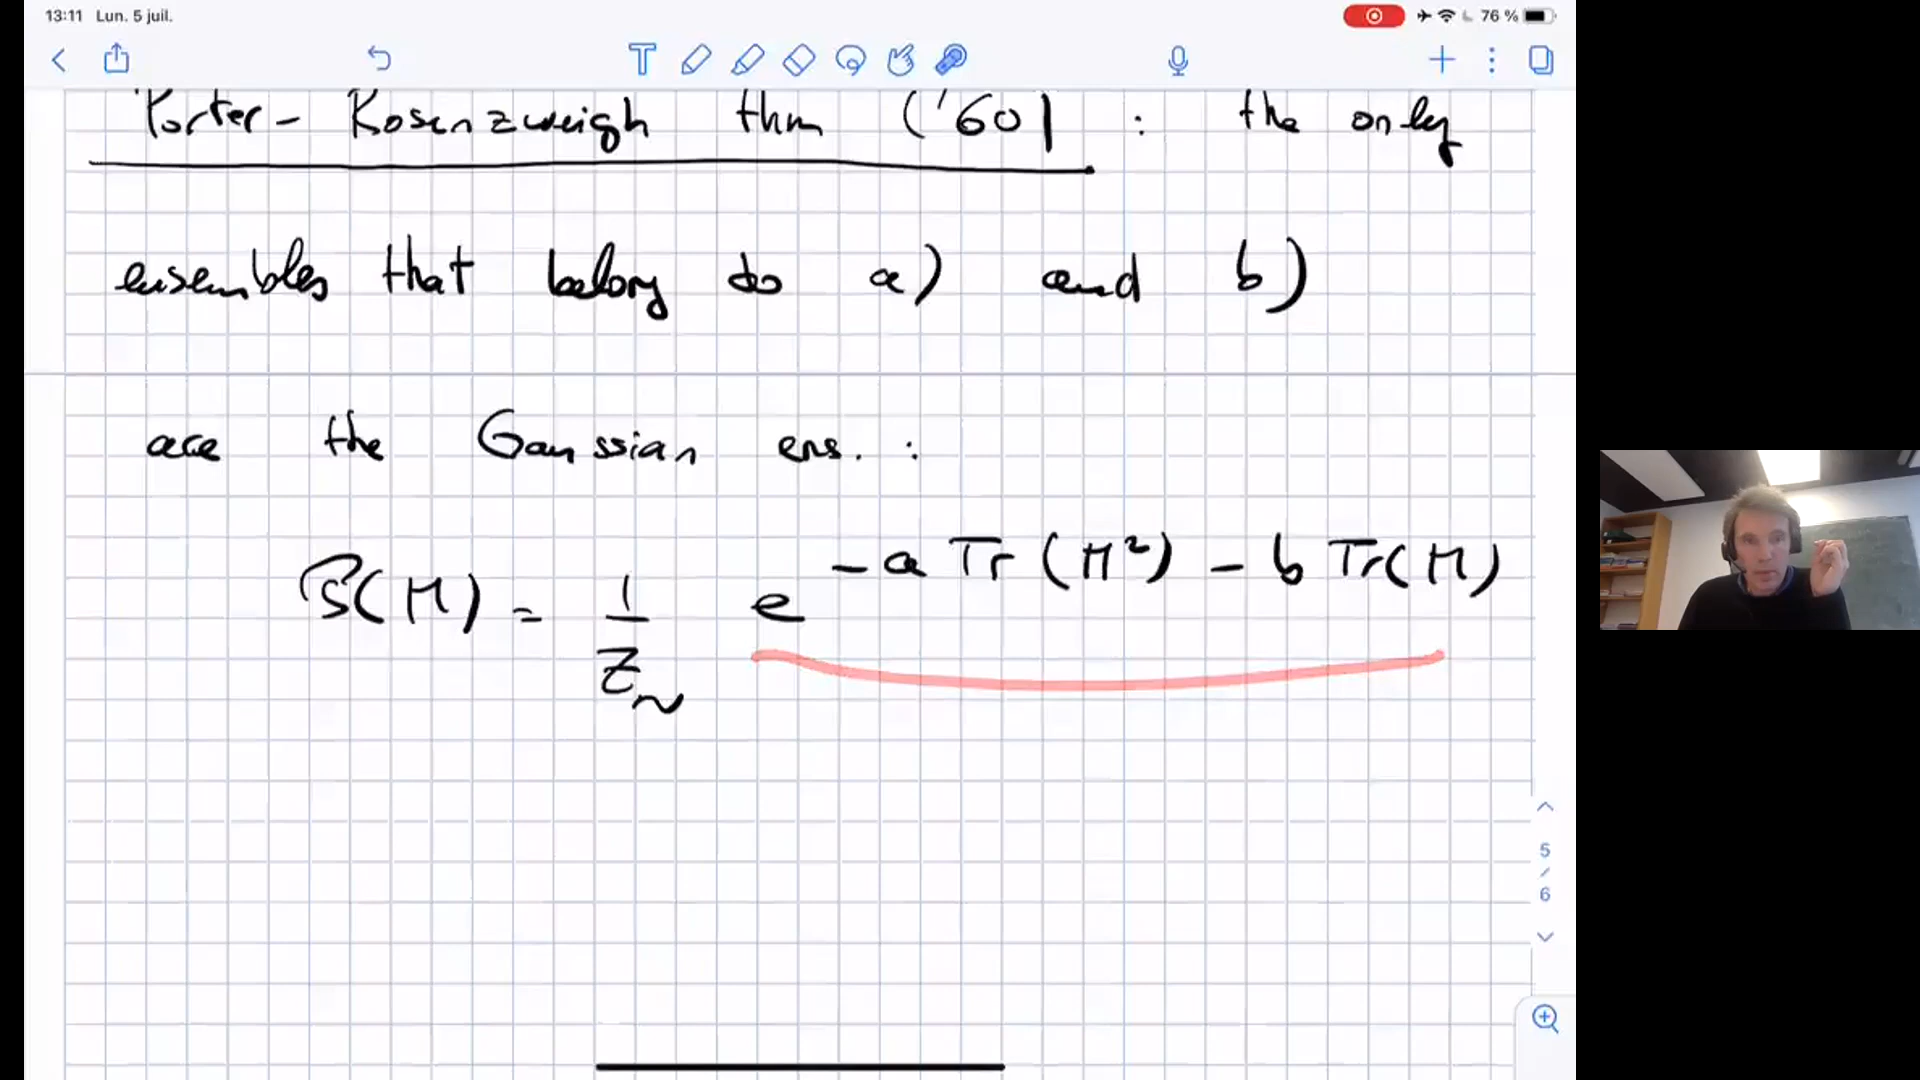 13:11 Lun. 5 juil. 76 %
Porter - Rosenzweigh thm ('60) : the only
ensembles that belong to a) and b)
are the Gaussian ens. :
P(M) = 1/Z_N e^{-a Tr(M²) - b Tr(M)}
5
/
6